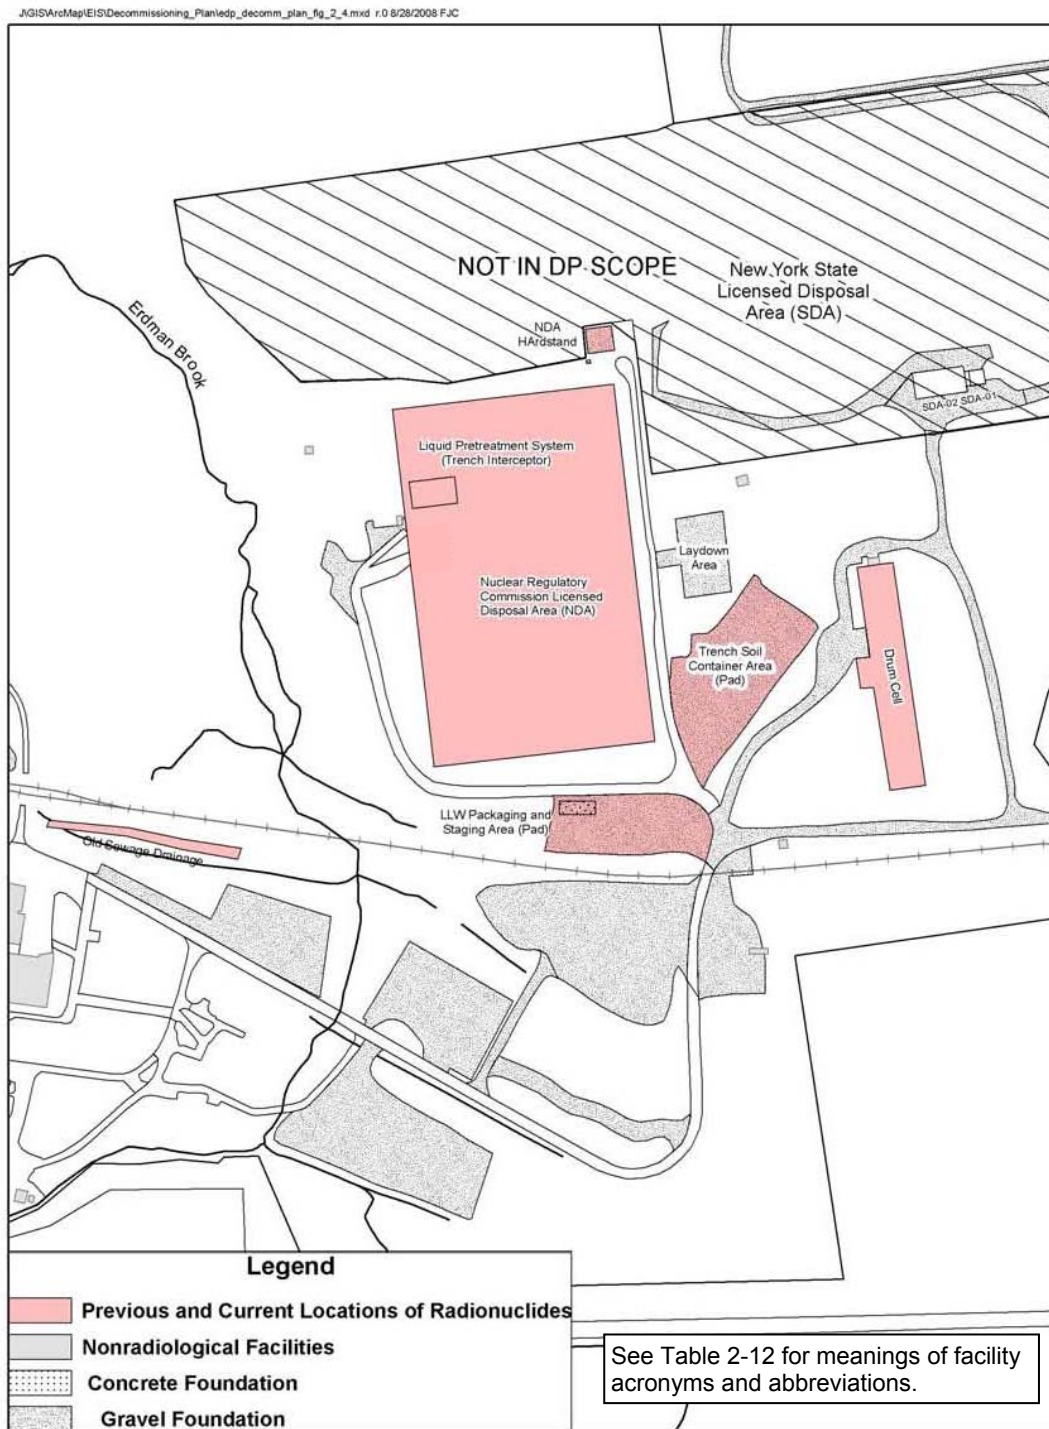 J:\GIS\ArcMap\EIS\Decommissioning_Plan\edp_decomm_plan_fig_2_4.mxd r.0 8/28/2008 FJC
NOT IN DP SCOPE
New York State
Licensed Disposal
Area (SDA)
Erdman Brook
NDA
HArdstand
SDA-02 SDA-01
Liquid Pretreatment System
(Trench Interceptor)
Laydown
Area
Nuclear Regulatory
Commission Licensed
Disposal Area (NDA)
Trench Soil
Container Area
(Pad)
Drum Cell
LLW Packaging and
Staging Area (Pad)
Old Sewage Drainage
Legend
Previous and Current Locations of Radionuclides
Nonradiological Facilities
Concrete Foundation
Gravel Foundation
See Table 2-12 for meanings of facility
acronyms and abbreviations.